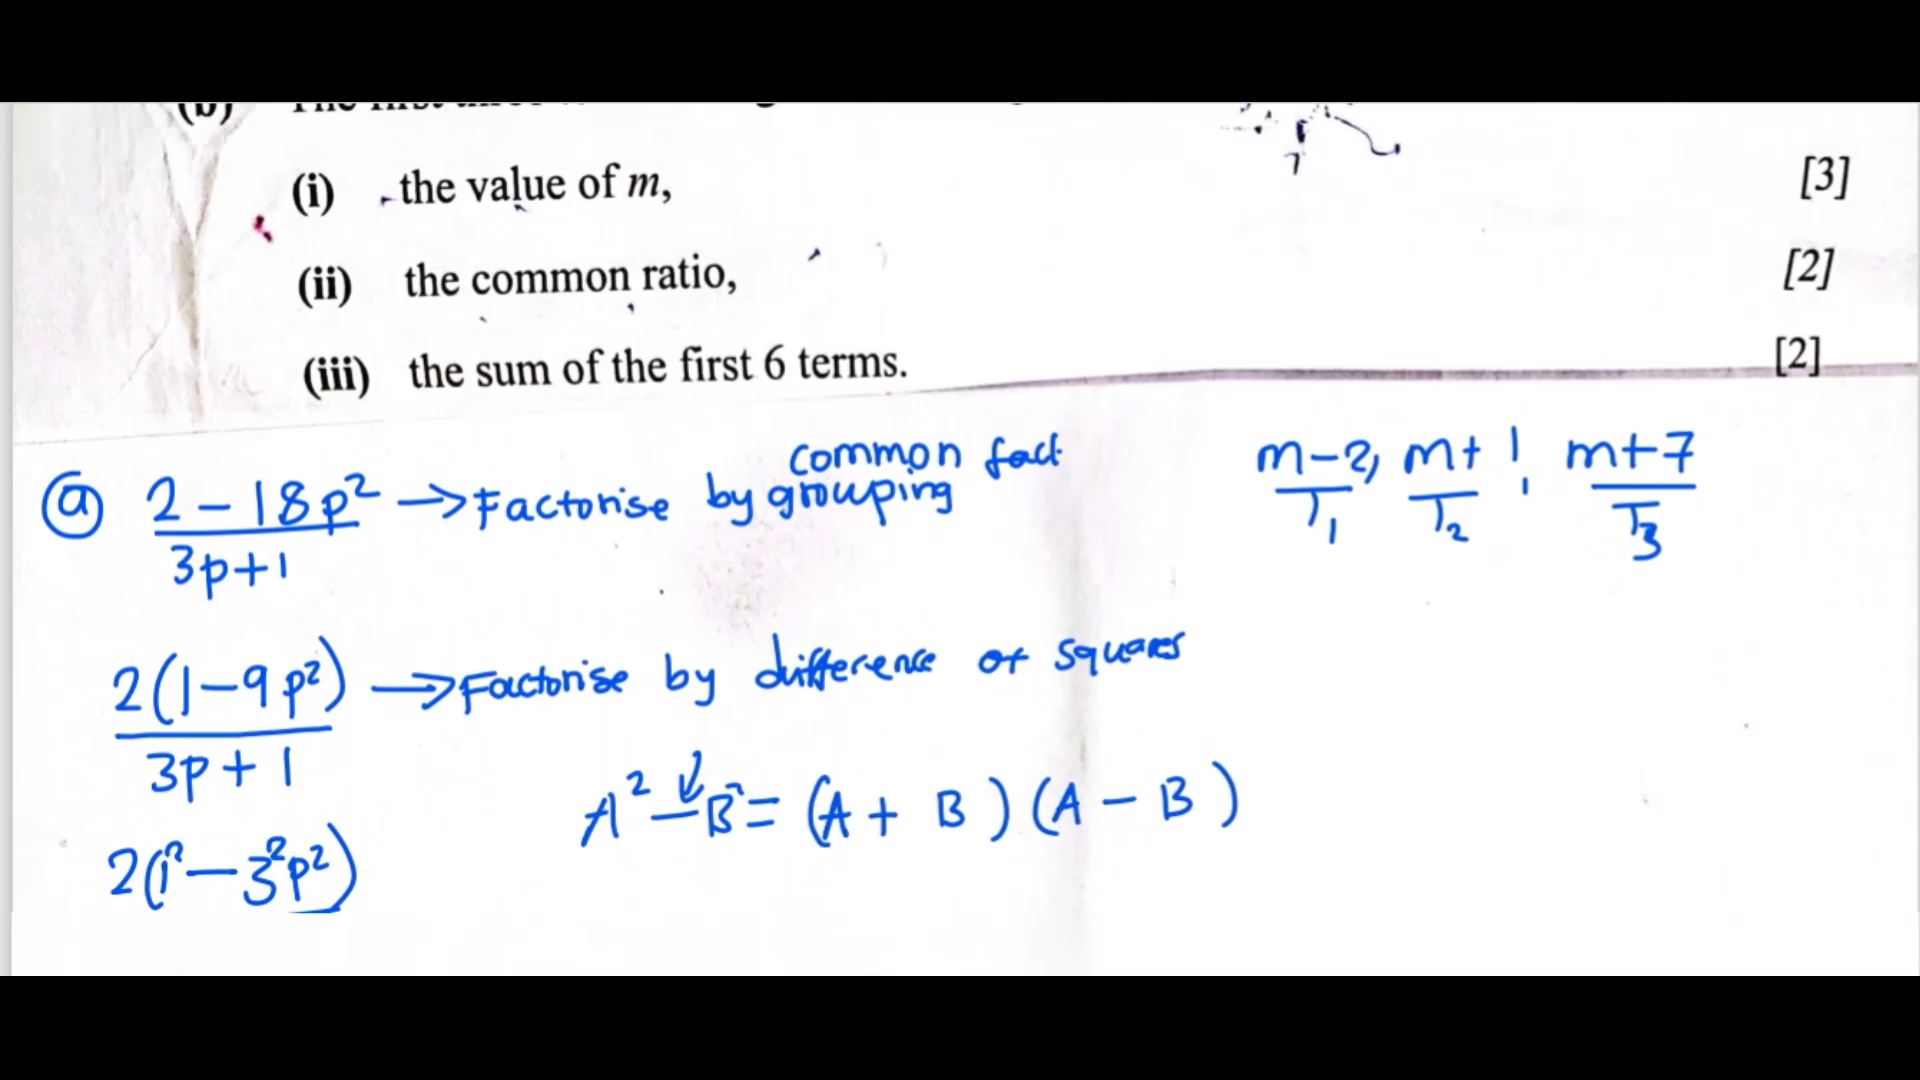 (b)
(i) the value of m, [3]
(ii) the common ratio, [2]
(iii) the sum of the first 6 terms. [2]
common fact
m-2, m+1, m+7
T1 T2 T3
a 2-18p² → Factorise by grouping
3p+1
2(1-9p²) → Factorise by difference of squares
3p+1
A² - B² = (A + B) (A - B)
2(1² - 3²p²)